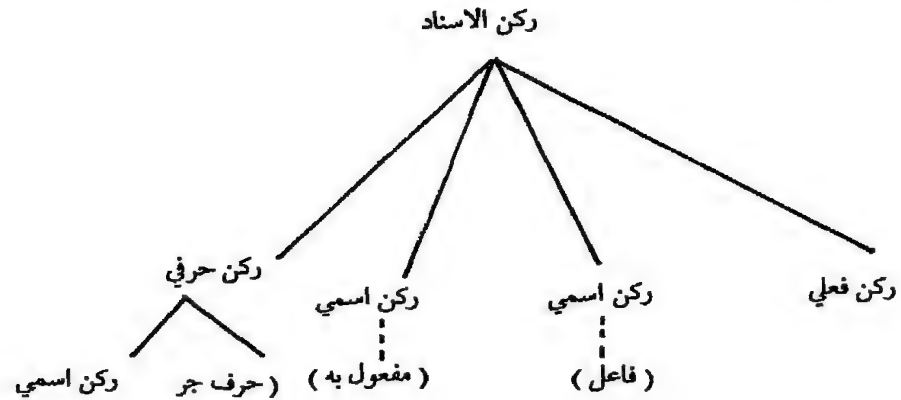 ركن الاسناد
ركن فعلي
ركن اسمي
ركن اسمي
ركن حرفي
( فاعل )
( مفعول به )
( حرف جر
ركن اسمي